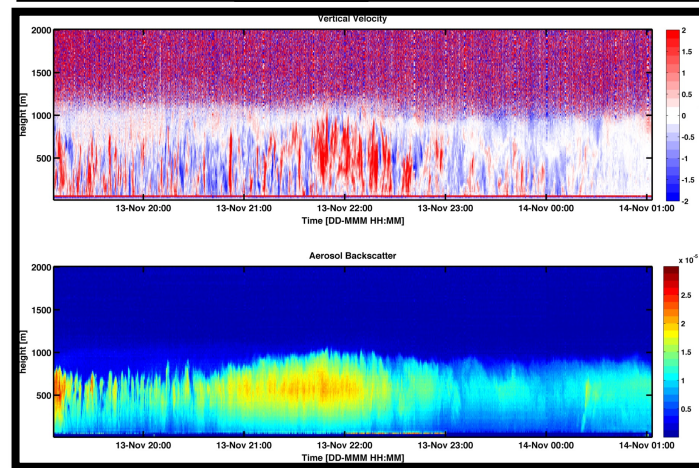 Vertical Velocity
2000
1500
1000
500
height [m]
13-Nov 20:00 13-Nov 21:00 13-Nov 22:00 13-Nov 23:00 14-Nov 00:00 14-Nov 01:00
Time [DD-MMM HH:MM]
2
1.5
1
0.5
0
-0.5
-1
-1.5
-2
Aerosol Backscatter
x 10⁻⁵
2000
1500
1000
500
height [m]
13-Nov 20:00 13-Nov 21:00 13-Nov 22:00 13-Nov 23:00 14-Nov 00:00 14-Nov 01:00
Time [DD-MMM HH:MM]
2.5
2
1.5
1
0.5